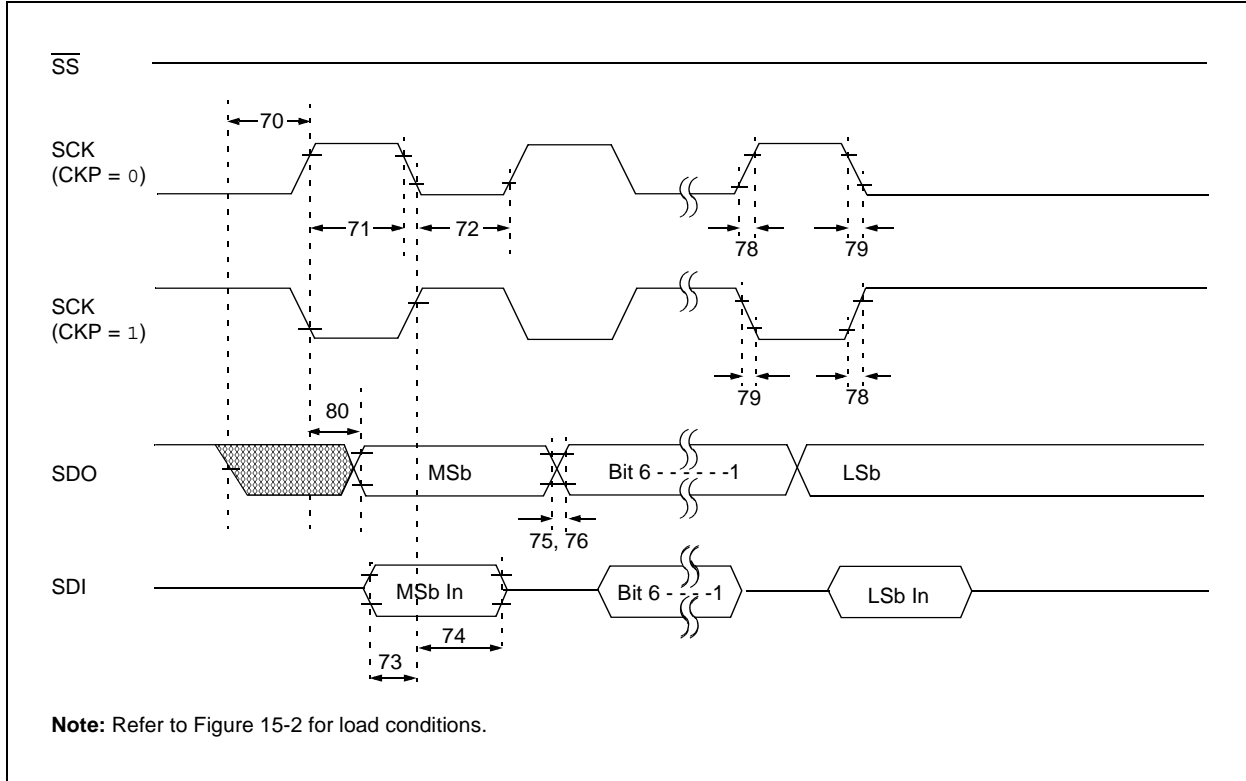 SS
70
SCK
(CKP = 0)
71
72
78
79
SCK
(CKP = 1)
79
78
80
SDO
MSb
Bit 6 - - - - - - -1
LSb
75, 76
SDI
MSb In
Bit 6 - - - - -1
LSb In
74
73
Note: Refer to Figure 15-2 for load conditions.